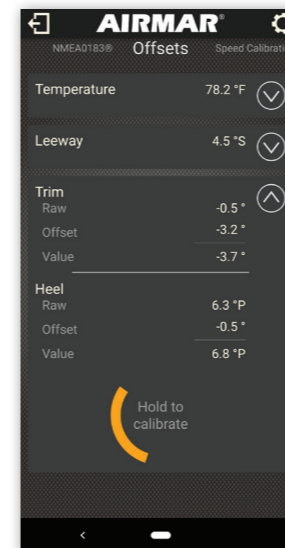 AIRMAR®
NMEA0183® Offsets Speed Calibrati
Temperature 78.2 °F
Leeway 4.5 °S
Trim
Raw -0.5 °
Offset -3.2 °
Value -3.7 °
Heel
Raw 6.3 °P
Offset -0.5 °
Value 6.8 °P
Hold to
calibrate